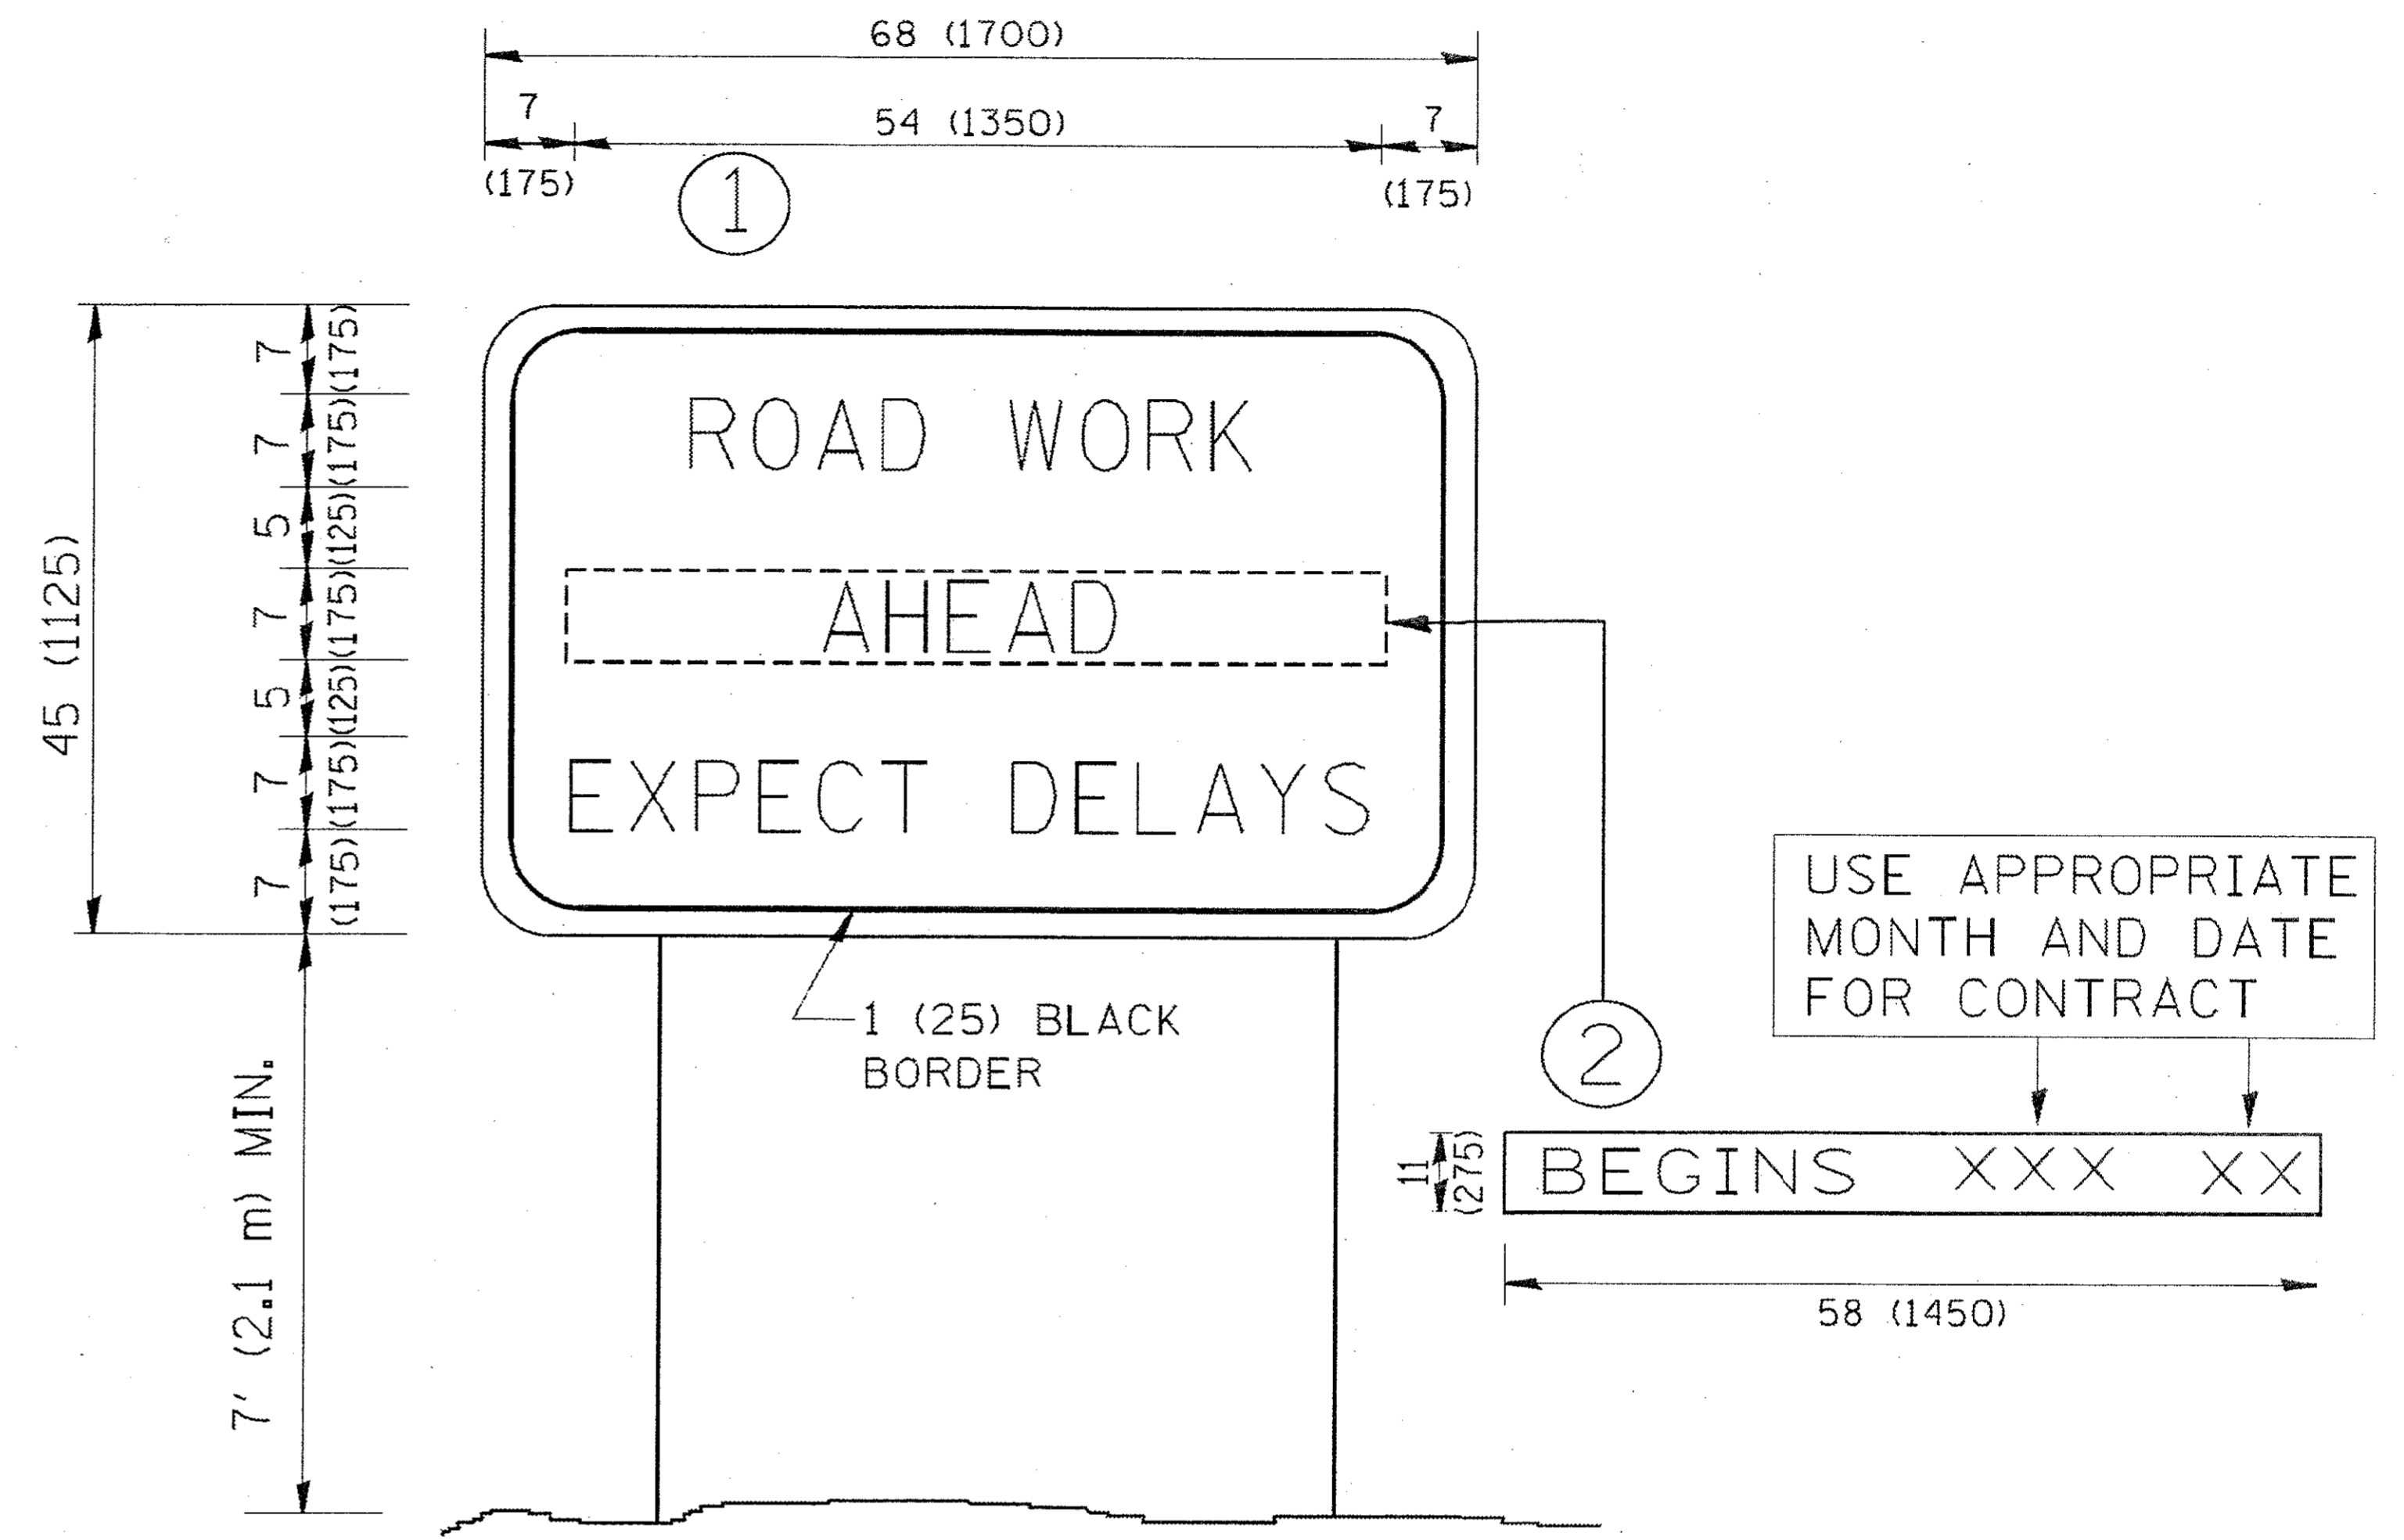 68 (1700)
7
54 (1350)
7
(175)
(175)
1
45 (1125)
7
(175)
7
(175)
5
(125)
7
(175)
5
(125)
7
(175)
7
(175)
ROAD WORK
AHEAD
EXPECT DELAYS
1 (25) BLACK
BORDER
7' (2.1 m) MIN.
2
USE APPROPRIATE
MONTH AND DATE
FOR CONTRACT
11
(275)
BEGINS XXX XX
58 (1450)